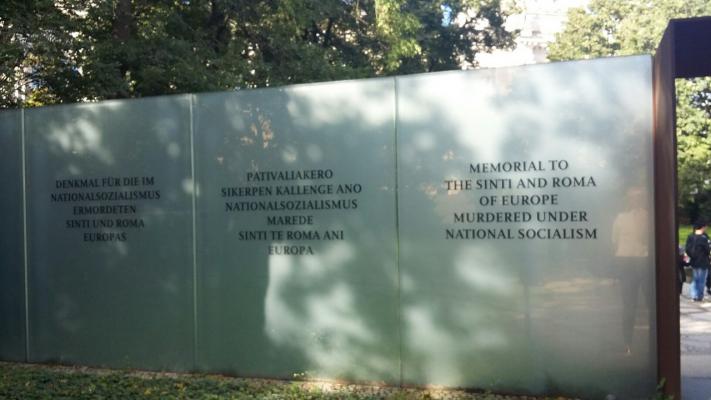 DENKMAL FÜR DIE IM
NATIONALSOZIALISMUS
ERMORDETEN
SINTI UND ROMA
EUROPAS
PATIVALIAKERO
SIKERPEN KALLENGE ANO
NATIONALSOZIALISMUS
MAREDE
SINTI TE ROMA ANI
EUROPA
MEMORIAL TO
THE SINTI AND ROMA
OF EUROPE
MURDERED UNDER
NATIONAL SOCIALISM